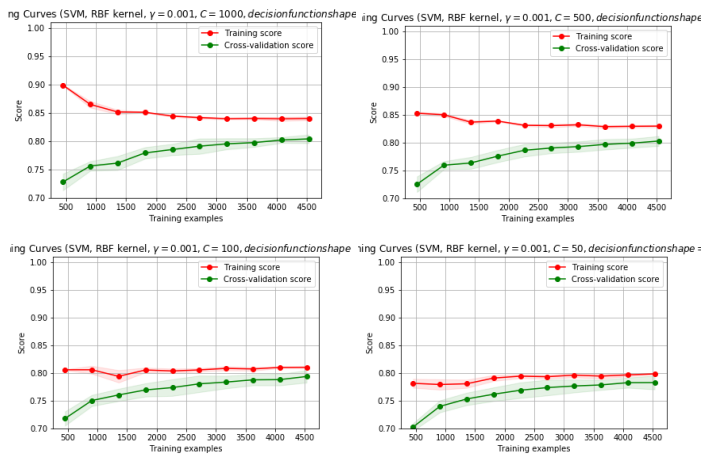 ng Curves (SVM, RBF kernel, γ = 0.001, C = 1000, decisionfunctionshape
1.00
0.95
0.90
0.85
0.80
0.75
0.70
Score
Training score
Cross-validation score
500 1000 1500 2000 2500 3000 3500 4000 4500
Training examples
ing Curves (SVM, RBF kernel, γ = 0.001, C = 500, decisionfunctionshape
1.00
0.95
0.90
0.85
0.80
0.75
0.70
Score
Training score
Cross-validation score
500 1000 1500 2000 2500 3000 3500 4000 4500
Training examples
ing Curves (SVM, RBF kernel, γ = 0.001, C = 100, decisionfunctionshape
1.00
0.95
0.90
0.85
0.80
0.75
0.70
Score
Training score
Cross-validation score
500 1000 1500 2000 2500 3000 3500 4000 4500
Training examples
ning Curves (SVM, RBF kernel, γ = 0.001, C = 50, decisionfunctionshape =
1.00
0.95
0.90
0.85
0.80
0.75
0.70
Score
Training score
Cross-validation score
500 1000 1500 2000 2500 3000 3500 4000 4500
Training examples